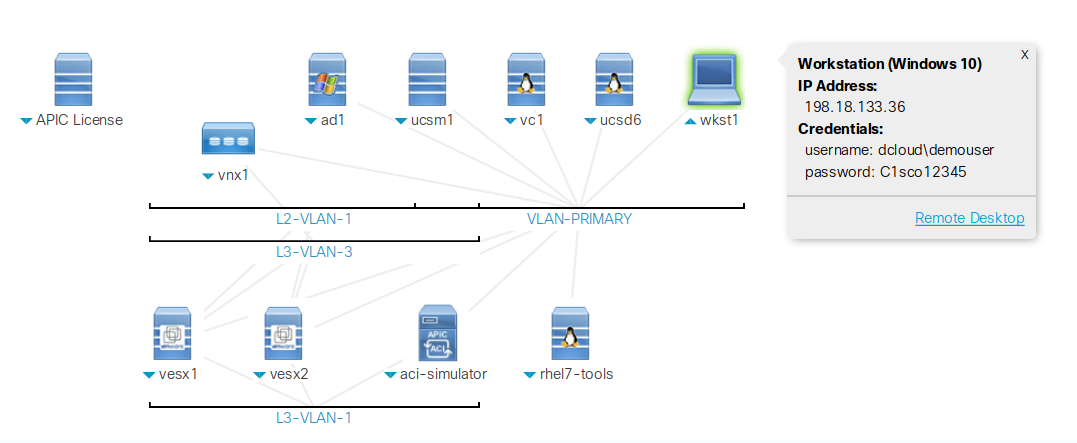 APIC License
ad1
ucsm1
vc1
ucsd6
wkst1
vnx1
X
Workstation (Windows 10)
IP Address:
198.18.133.36
Credentials:
username: dcloud\demouser
password: C1sco12345
Remote Desktop
L2-VLAN-1
VLAN-PRIMARY
L3-VLAN-3
vmware
vmware
APIC
ACI
vesx1
vesx2
aci-simulator
rhel7-tools
L3-VLAN-1